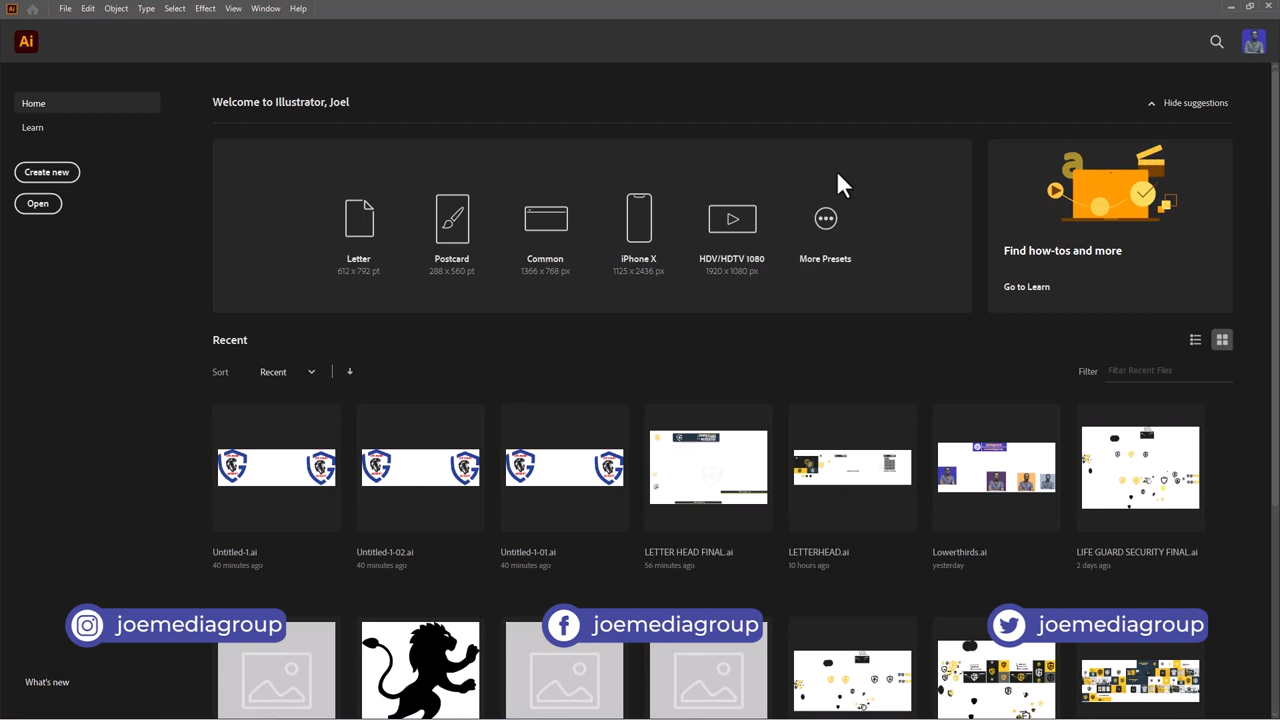 Ai File Edit Object Type Select Effect View Window Help
Ai
Home
Learn
Create new
Open
Welcome to Illustrator, Joel
Hide suggestions
Letter
612 x 792 pt
Postcard
288 x 560 pt
Common
1366 x 768 px
iPhone X
1125 x 2436 px
HDV/HDTV 1080
1920 x 1080 px
More Presets
Find how-tos and more
Go to Learn
Recent
Sort Recent
Filter Filter Recent Files
Untitled-1.ai
40 minutes ago
Untitled-1-02.ai
40 minutes ago
Untitled-1-01.ai
40 minutes ago
LETTER HEAD FINAL.ai
56 minutes ago
LETTERHEAD.ai
10 hours ago
Lowerthirds.ai
yesterday
LIFE GUARD SECURITY FINAL.ai
2 days ago
joemediagroup
joemediagroup
joemediagroup
What's new